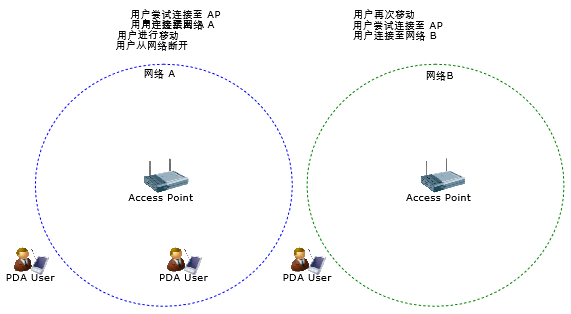 用户尝试连接至 AP
用户连接至网络 A
用户进行移动
用户从网络断开
用户再次移动
用户尝试连接至 AP
用户连接至网络 B
网络 A
网络B
Access Point
Access Point
PDA User
PDA User
PDA User